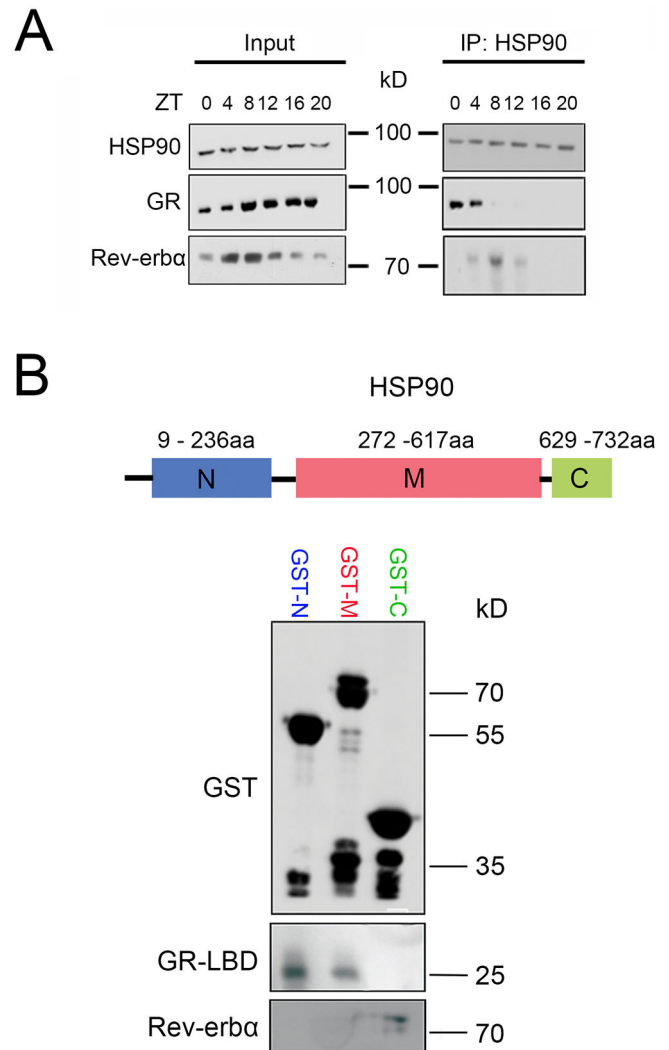 A
Input
IP: HSP90
kD
ZT 0 4 8 12 16 20
0 4 8 12 16 20
HSP90
100
GR
100
Rev-erbα
70
B
HSP90
9 - 236aa
272 -617aa
629 -732aa
N
M
C
GST-N
GST-M
GST-C
kD
70
55
GST
35
GR-LBD
25
Rev-erbα
70